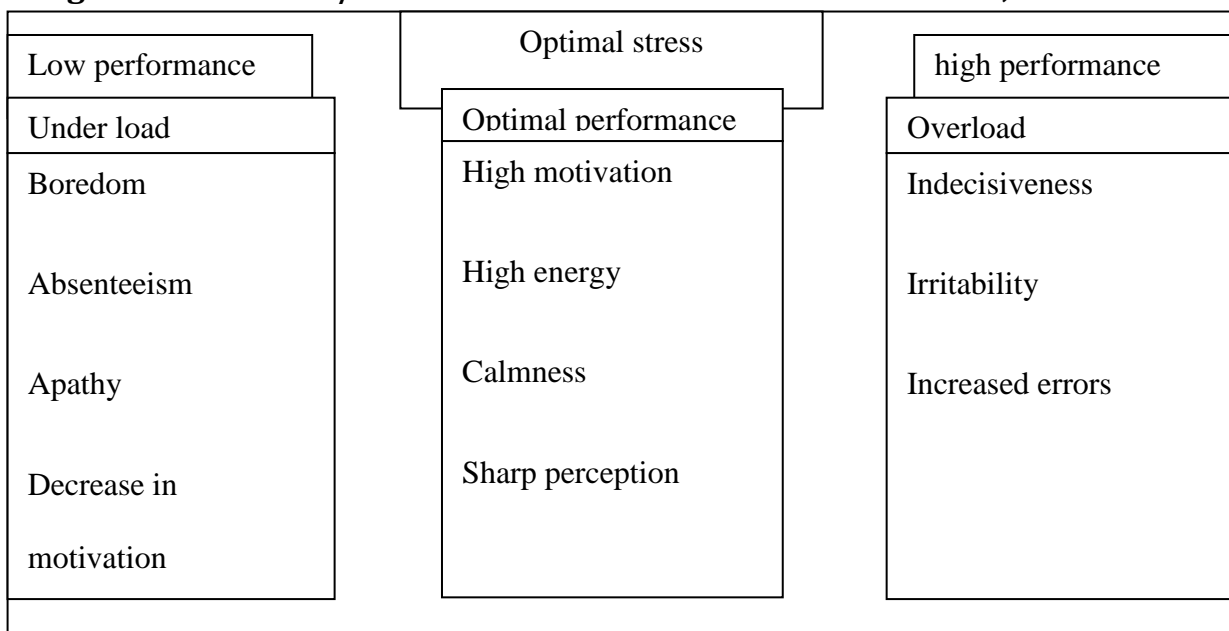 Optimal stress
Low performance
high performance
Under load
Optimal performance
Overload
Boredom
High motivation
Indecisiveness
Absenteeism
High energy
Irritability
Apathy
Calmness
Increased errors
Decrease in
Sharp perception
motivation